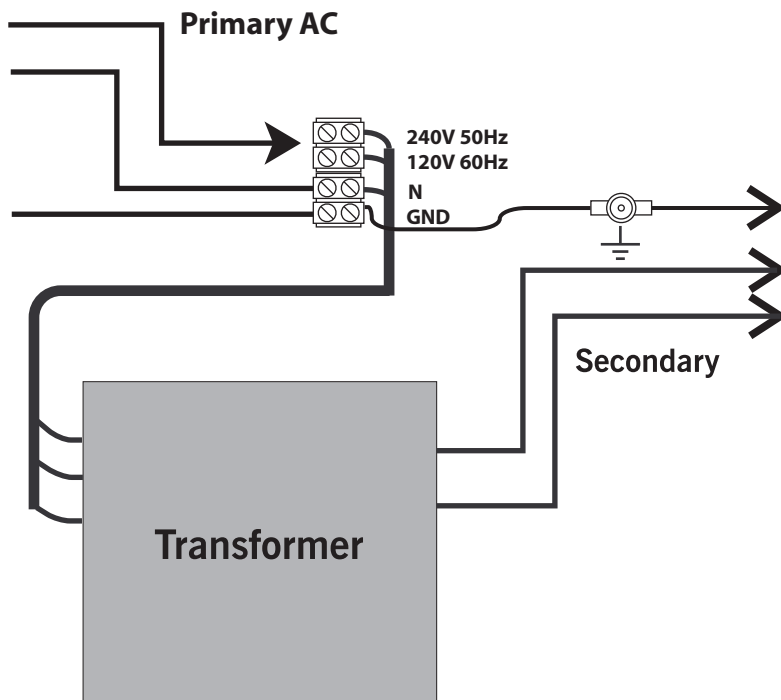 Primary AC
240V 50Hz
120V 60Hz
N
GND
Secondary
Transformer